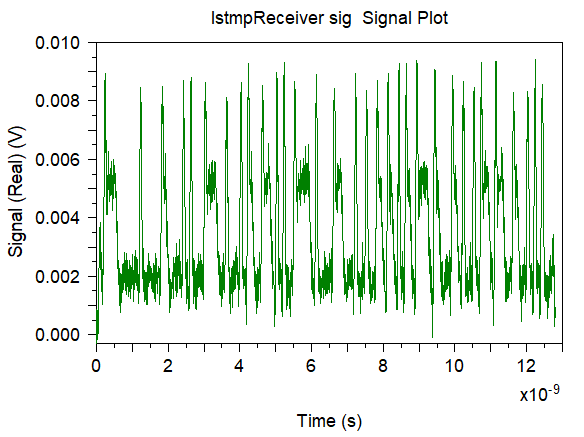 lstmpReceiver sig  Signal Plot
0.010
0.008
0.006
0.004
0.002
0.000
Signal (Real) (V)
0 2 4 6 8 10 12
x10-9
Time (s)